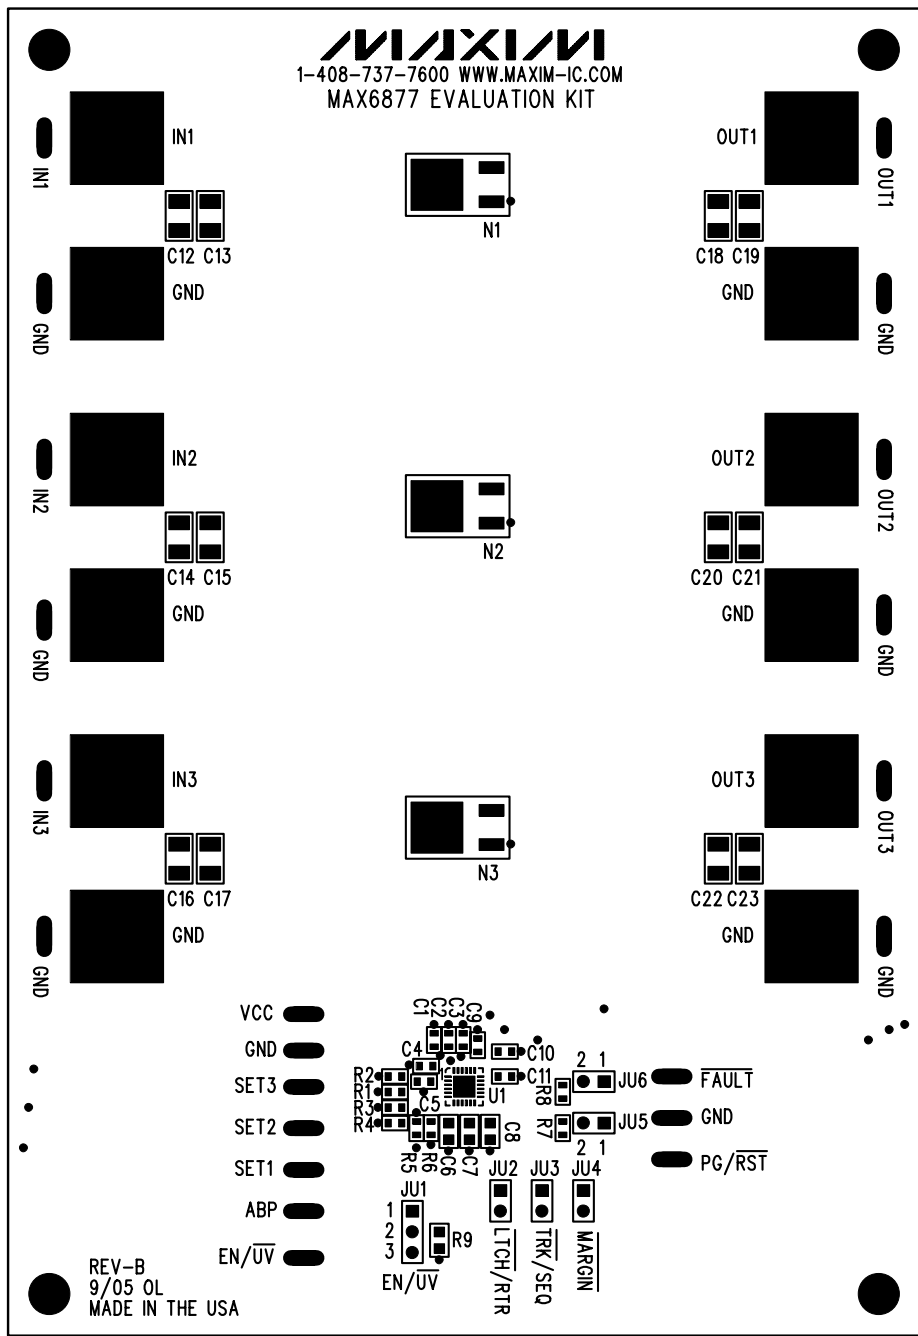 MAXIM
1-408-737-7600 WWW.MAXIM-IC.COM
MAX6877 EVALUATION KIT
IN1
IN1
OUT1
OUT1
N1
C12 C13
C18 C19
GND
GND
GND
GND
IN2
IN2
OUT2
OUT2
N2
C14 C15
C20 C21
GND
GND
GND
GND
IN3
IN3
OUT3
OUT3
N3
C16 C17
C22 C23
GND
GND
GND
GND
VCC
GND
SET3
SET2
SET1
ABP
EN/UV
C1
C2
C3
C9
C4
C10
1
R2
C11
R1
U1
C5
R3
R4
R5
R6
C6
C7
C8
R8
2 1
JU6
R7
JU5
2 1
FAULT
GND
PG/RST
JU1
1
2
3
R9
EN/UV
JU2
JU3
JU4
LTCH/RTR
TRK/SEQ
MARGIN
REV-B
9/05 OL
MADE IN THE USA